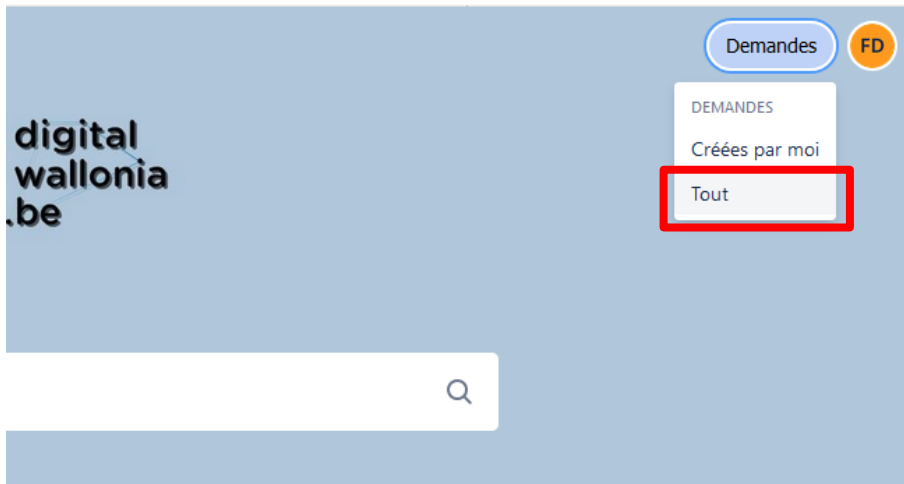 Demandes
FD
DEMANDES
Créées par moi
Tout
digital
wallonia
.be